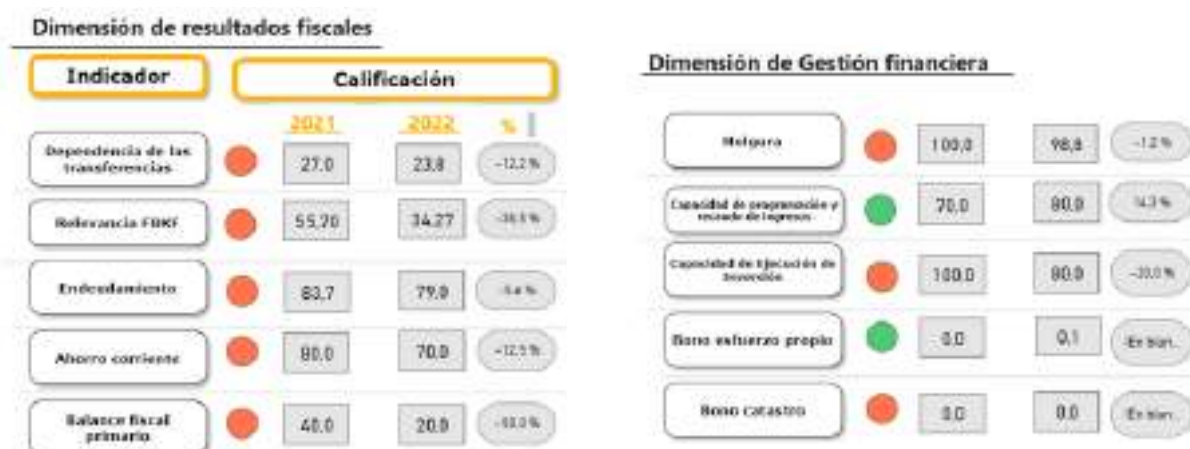 Dimensión de resultados fiscales
Indicador
Calificación
2021 2022 %
Dependencia de las
transferencias
27.0 23.8 -12.2 %
Relevancia FBKF
55,70 34.27
Endeudamiento
83,7 79.0
Ahorro corriente
80.0 70.0 -12.5 %
Balance fiscal
primario
40.0 20.0
Dimensión de Gestión financiera
Holgura
100,0 98,8 -1.2 %
Capacidad de programación y
recaudo de Ingresos
70,0 80.0 14.3 %
Capacidad de Ejecución de
Inversión
100.0 80.0 -20.0 %
Bono esfuerzo propio
0.0 0.1 En blan...
Bono catastro
0.0 0.0 En blan...